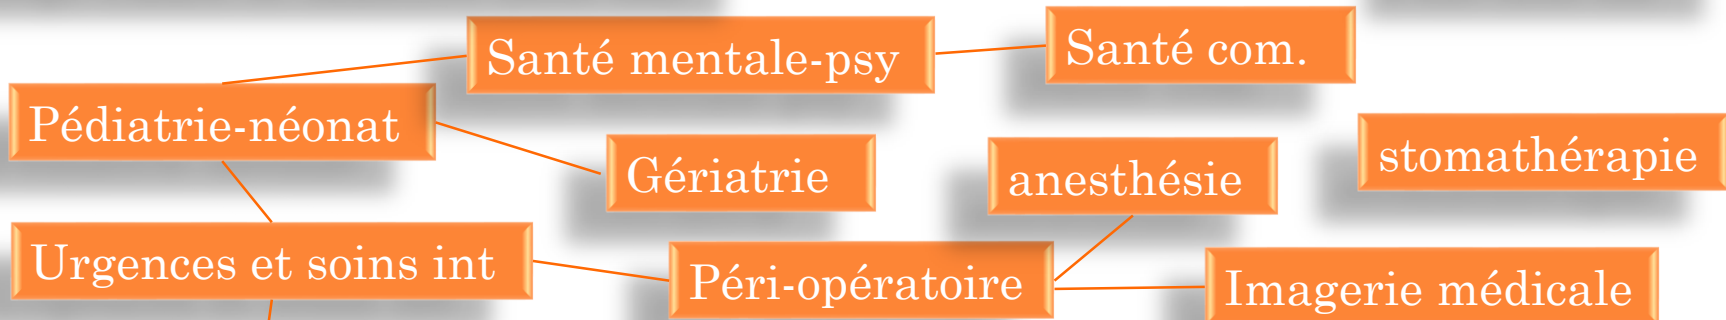 Santé mentale-psy
Santé com.
Pédiatrie-néonat
Gériatrie
anesthésie
stomathérapie
Urgences et soins int
Péri-opératoire
Imagerie médicale